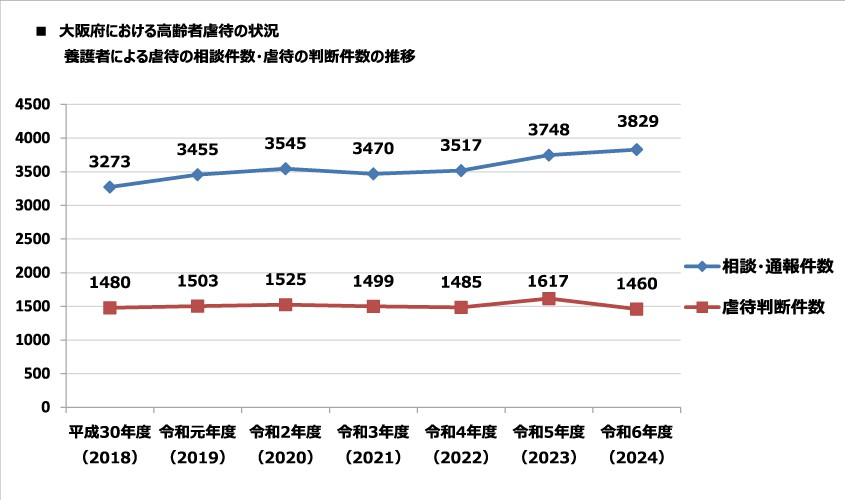 ■ 大阪府における高齢者虐待の状況
養護者による虐待の相談件数・虐待の判断件数の推移
4500
4000
3500
3000
2500
2000
1500
1000
500
0
3273 3455 3545 3470 3517 3748 3829
1480 1503 1525 1499 1485 1617 1460
相談・通報件数
虐待判断件数
平成30年度 令和元年度 令和2年度 令和3年度 令和4年度 令和5年度 令和6年度
（2018） （2019） （2020） （2021） （2022） （2023） （2024）